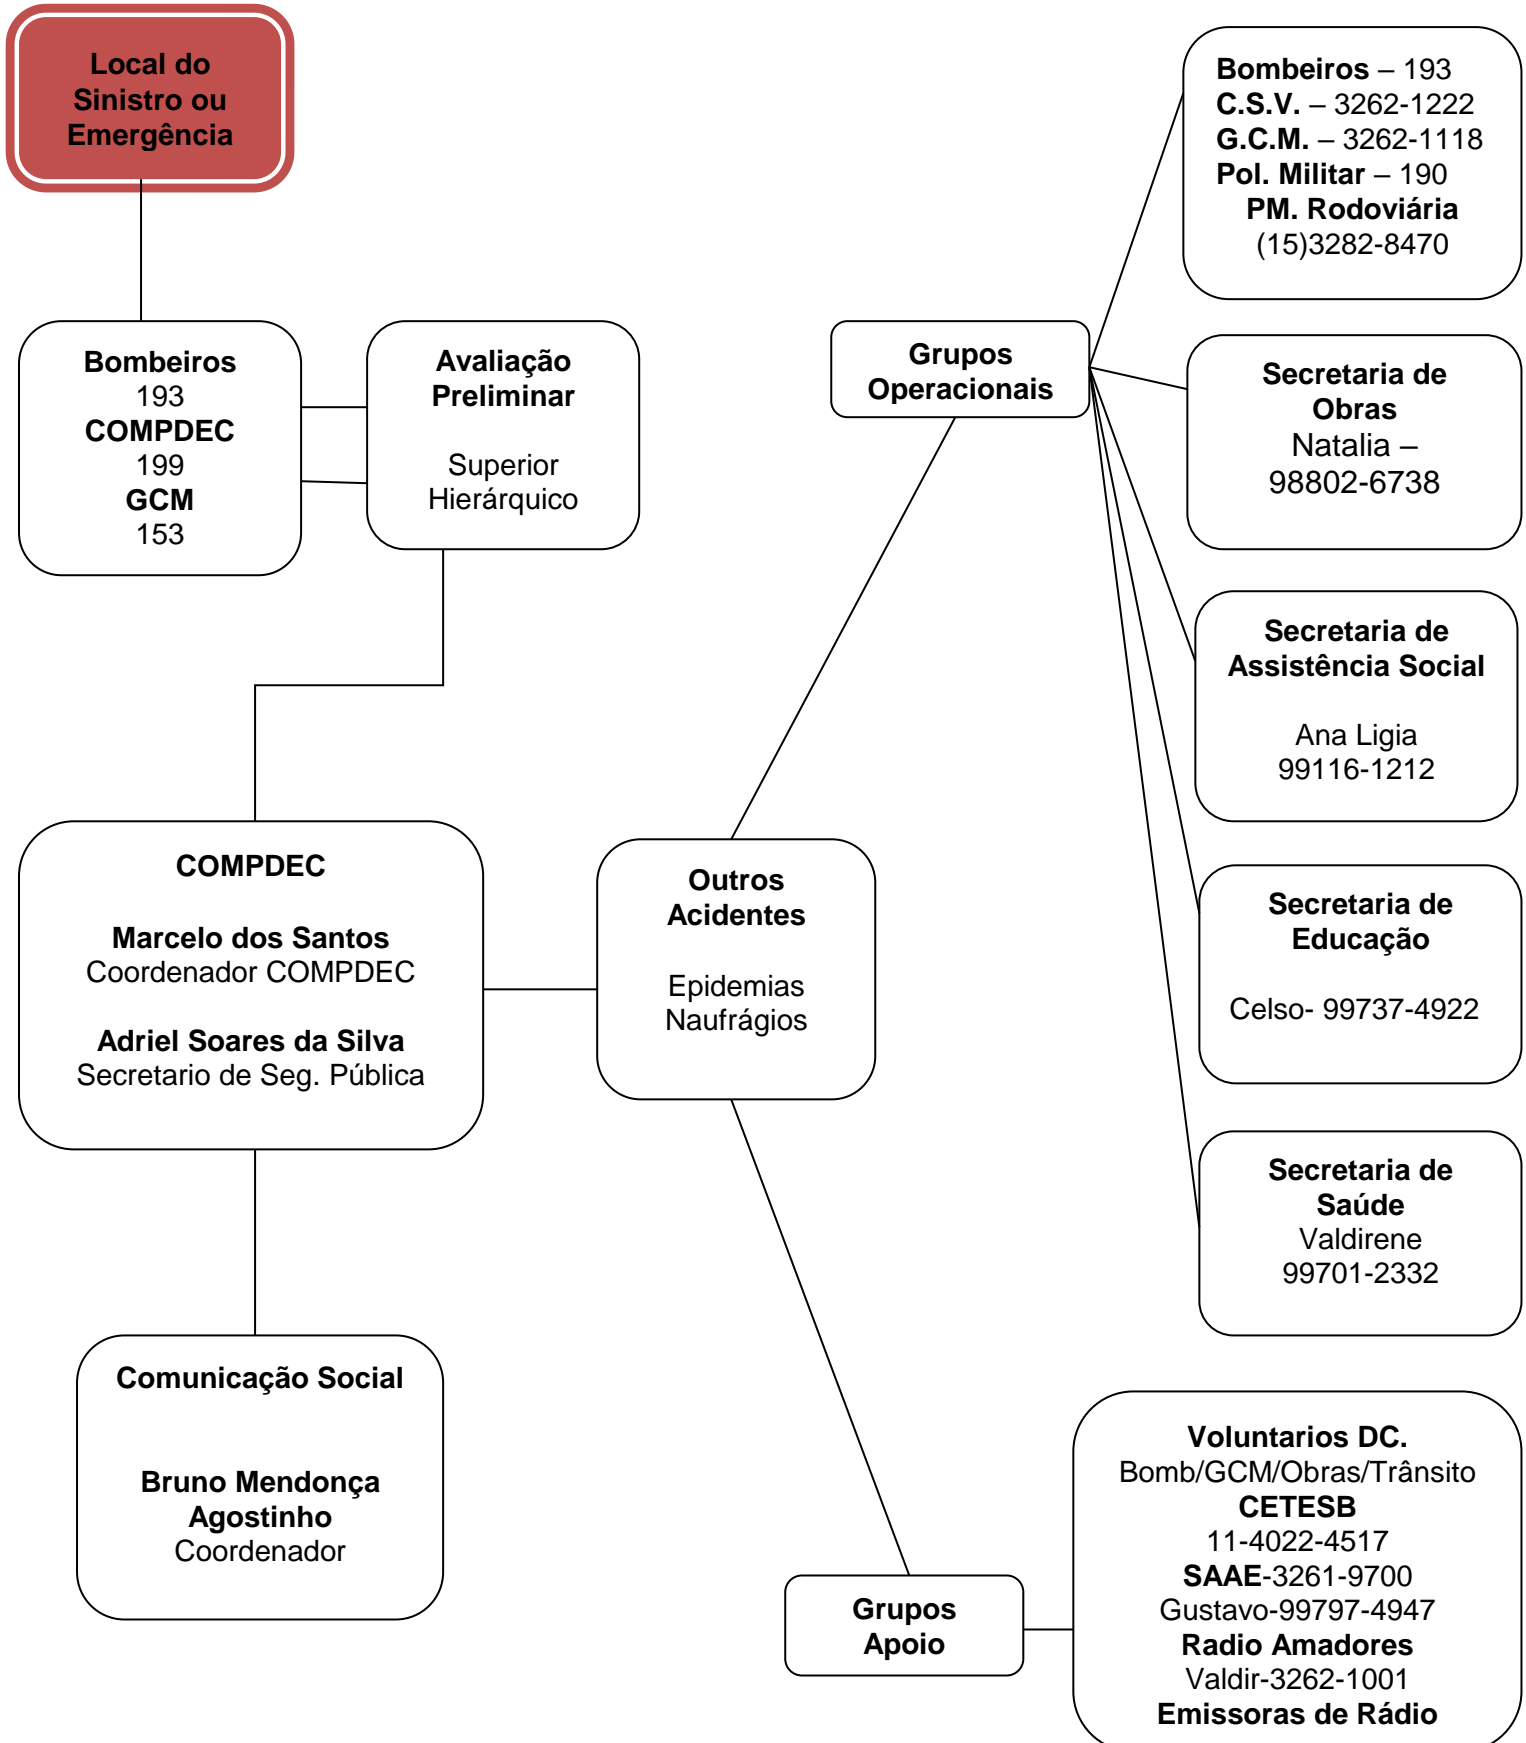 Local do
Sinistro ou
Emergência
Bombeiros
193
COMPDEC
199
GCM
153
Avaliação
Preliminar
Superior
Hierárquico
COMPDEC
Marcelo dos Santos
Coordenador COMPDEC
Adriel Soares da Silva
Secretario de Seg. Pública
Comunicação Social
Bruno Mendonça
Agostinho
Coordenador
Outros
Acidentes
Epidemias
Naufrágios
Grupos
Operacionais
Bombeiros – 193
C.S.V. – 3262-1222
G.C.M. – 3262-1118
Pol. Militar – 190
PM. Rodoviária
(15)3282-8470
Secretaria de
Obras
Natalia –
98802-6738
Secretaria de
Assistência Social
Ana Ligia
99116-1212
Secretaria de
Educação
Celso- 99737-4922
Secretaria de
Saúde
Valdirene
99701-2332
Grupos
Apoio
Voluntarios DC.
Bomb/GCM/Obras/Trânsito
CETESB
11-4022-4517
SAAE-3261-9700
Gustavo-99797-4947
Radio Amadores
Valdir-3262-1001
Emissoras de Rádio